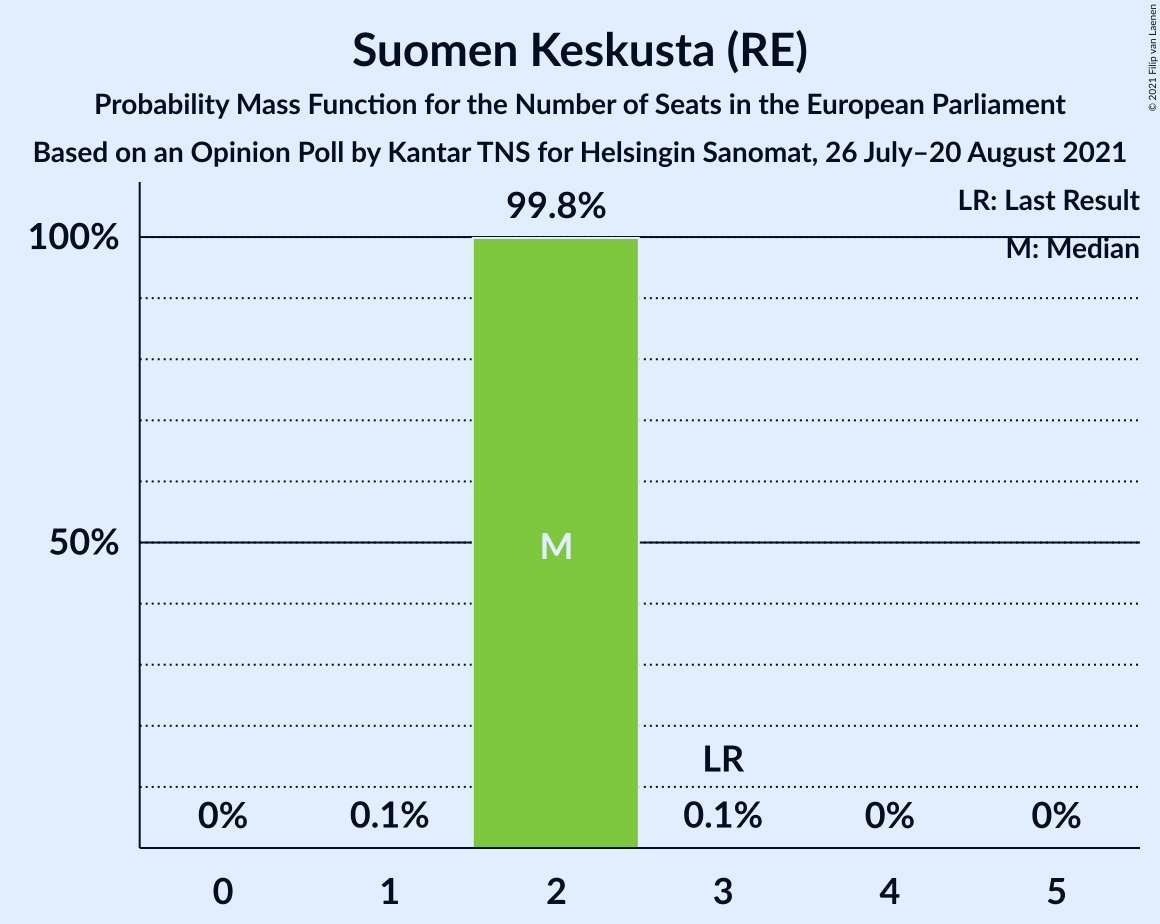 Suomen Keskusta (RE)
Probability Mass Function for the Number of Seats in the European Parliament
Based on an Opinion Poll by Kantar TNS for Helsingin Sanomat, 26 July–20 August 2021
© 2021 Filip van Laenen
LR: Last Result
M: Median
99.8%
100%
50%
M
LR
0%
0.1%
0.1%
0%
0%
0 1 2 3 4 5